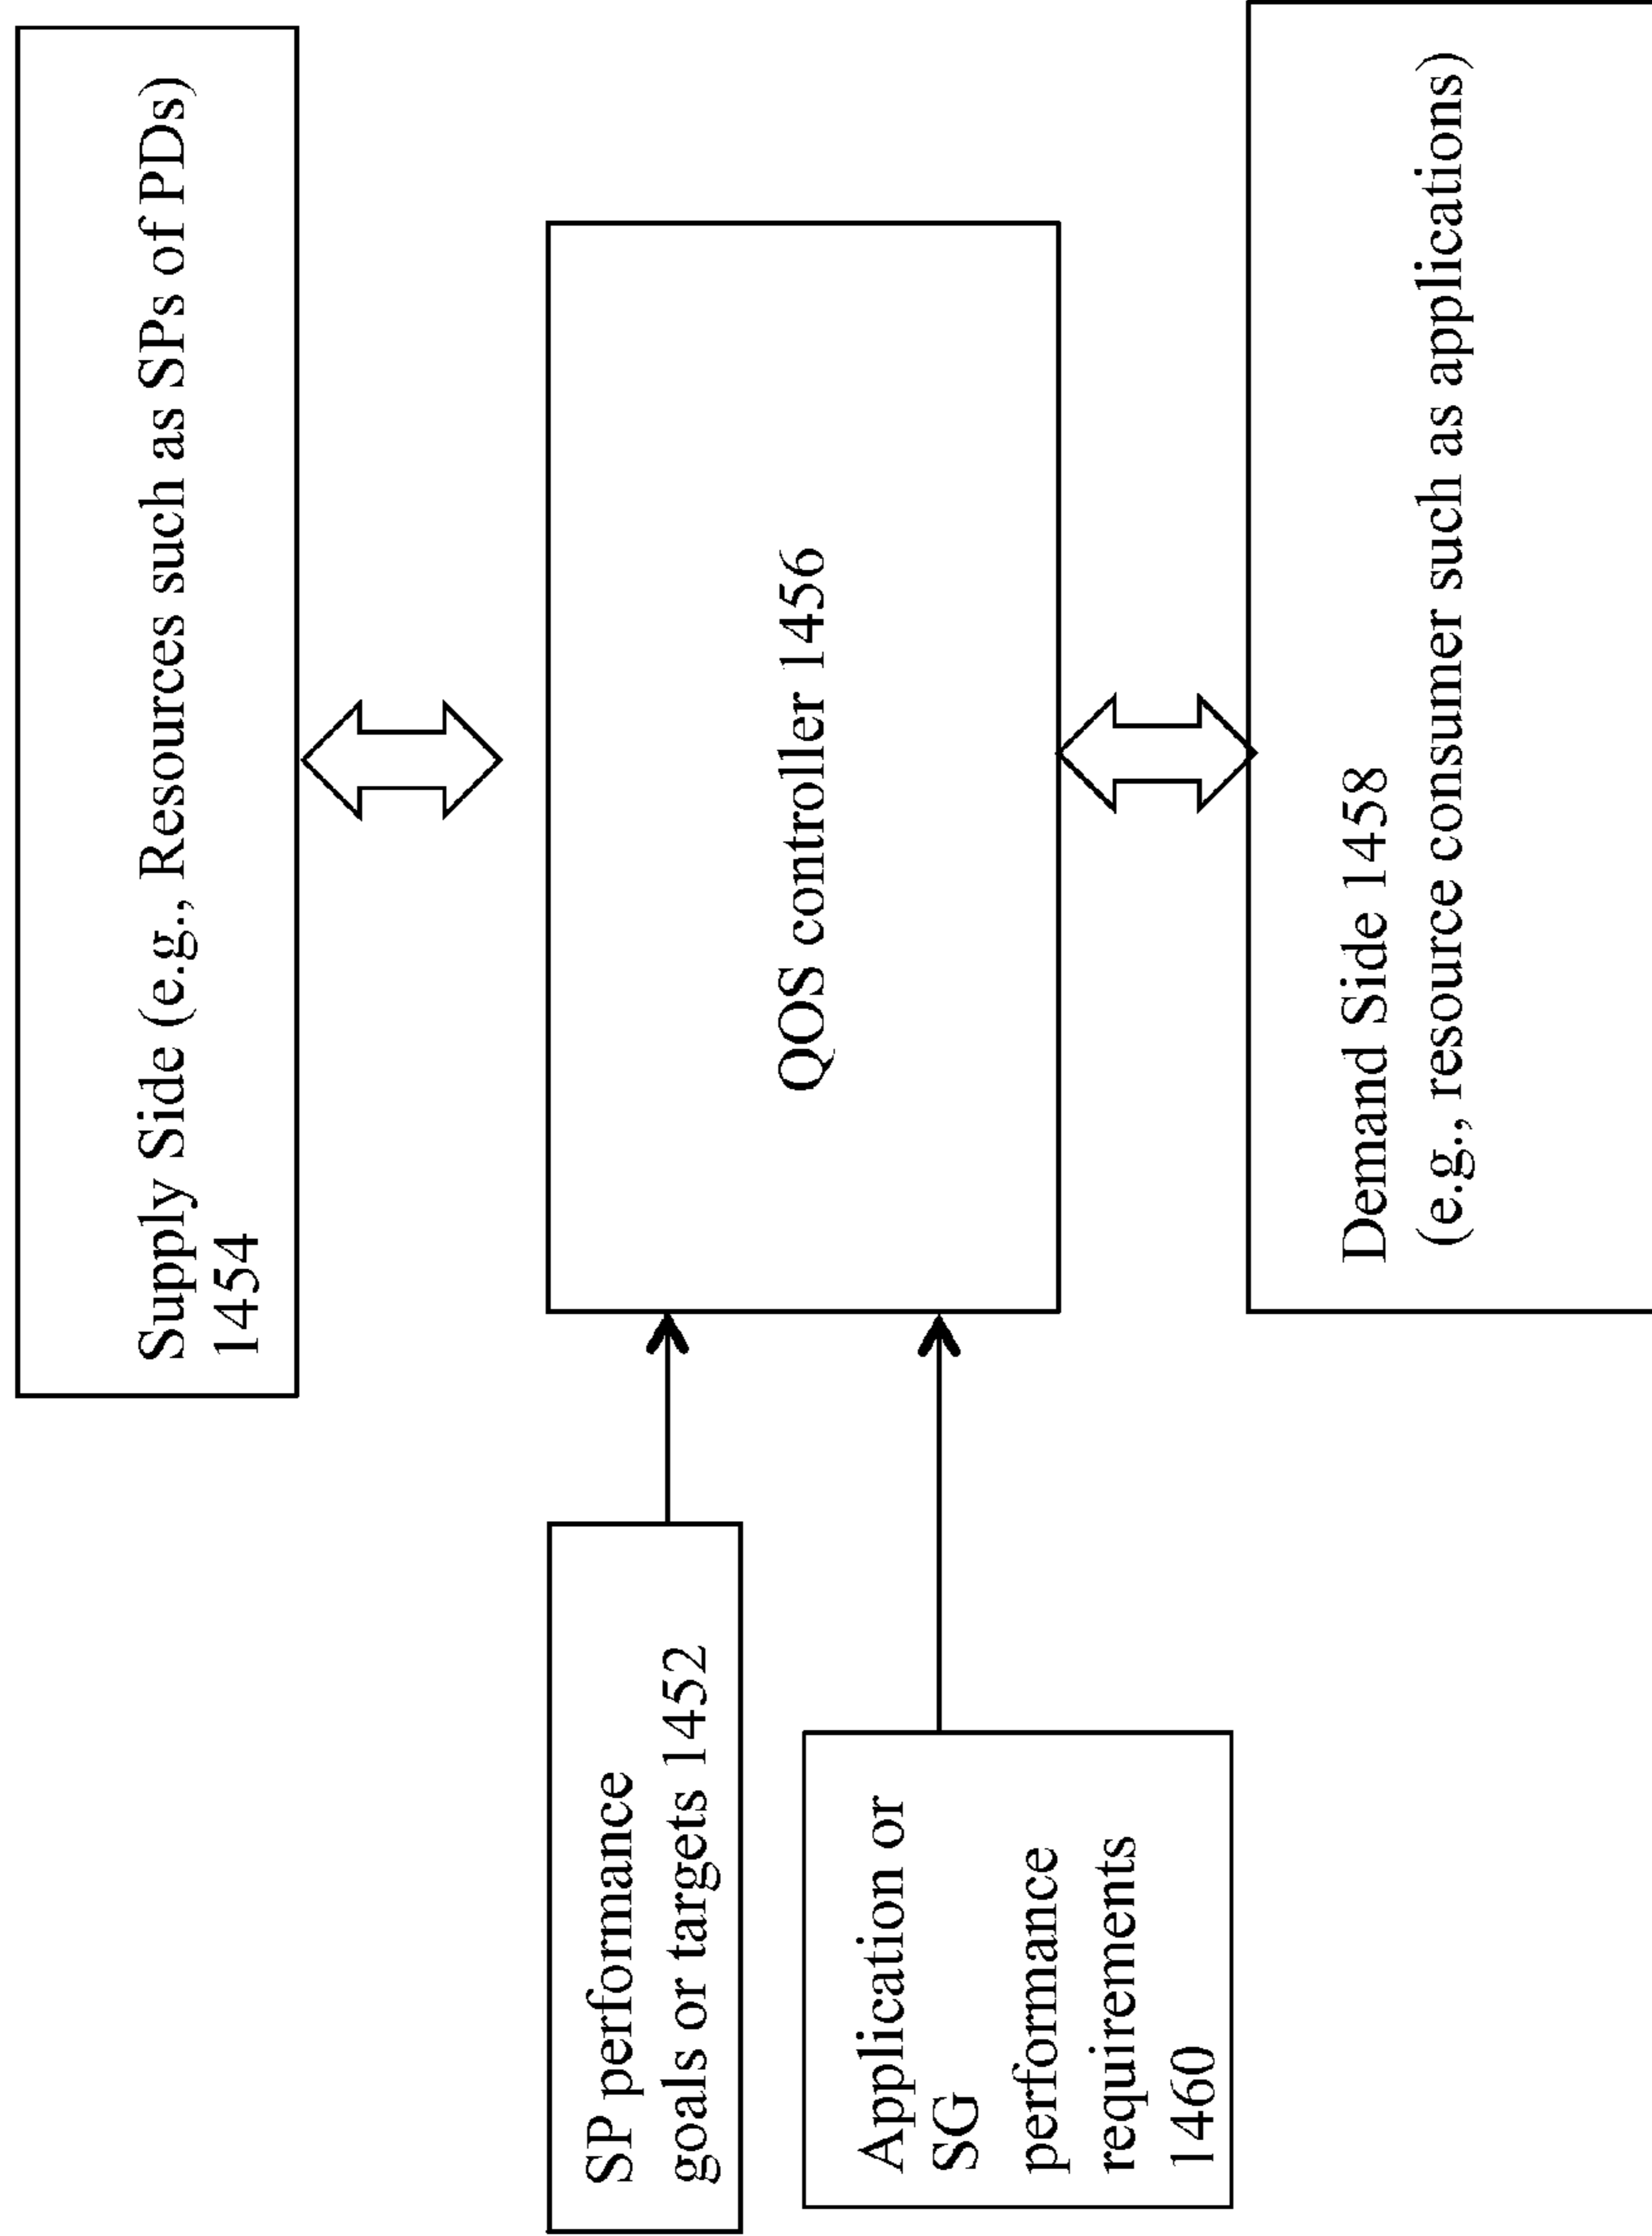 Supply Side (e.g., Resources such as SPs of PDs)
1454
SP performance
goals or targets 1452
QOS controller 1456
Application or
SG
performance
requirements
1460
Demand Side 1458
(e.g., resource consumer such as applications)